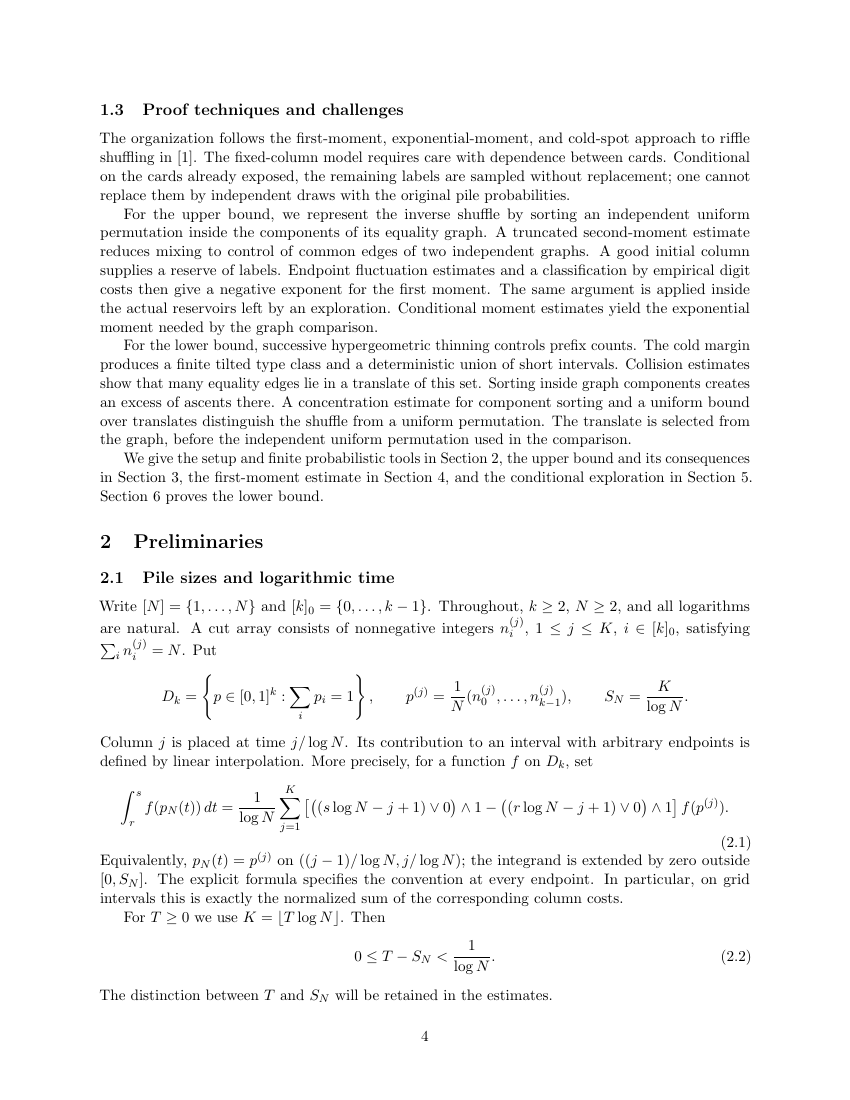 1.3 Proof techniques and challenges
The organization follows the first-moment, exponential-moment, and cold-spot approach to riffle
shuffling in [1]. The fixed-column model requires care with dependence between cards. Conditional
on the cards already exposed, the remaining labels are sampled without replacement; one cannot
replace them by independent draws with the original pile probabilities.
For the upper bound, we represent the inverse shuffle by sorting an independent uniform
permutation inside the components of its equality graph. A truncated second-moment estimate
reduces mixing to control of common edges of two independent graphs. A good initial column
supplies a reserve of labels. Endpoint fluctuation estimates and a classification by empirical digit
costs then give a negative exponent for the first moment. The same argument is applied inside
the actual reservoirs left by an exploration. Conditional moment estimates yield the exponential
moment needed by the graph comparison.
For the lower bound, successive hypergeometric thinning controls prefix counts. The cold margin
produces a finite tilted type class and a deterministic union of short intervals. Collision estimates
show that many equality edges lie in a translate of this set. Sorting inside graph components creates
an excess of ascents there. A concentration estimate for component sorting and a uniform bound
over translates distinguish the shuffle from a uniform permutation. The translate is selected from
the graph, before the independent uniform permutation used in the comparison.
We give the setup and finite probabilistic tools in Section 2, the upper bound and its consequences
in Section 3, the first-moment estimate in Section 4, and the conditional exploration in Section 5.
Section 6 proves the lower bound.
2 Preliminaries
2.1 Pile sizes and logarithmic time
Write [N] = {1, . . . , N} and [k]₀ = {0, . . . , k − 1}. Throughout, k ≥ 2, N ≥ 2, and all logarithms
are natural. A cut array consists of nonnegative integers n_i^{(j)}, 1 ≤ j ≤ K, i ∈ [k]₀, satisfying
∑_i n_i^{(j)} = N. Put
D_k = { p ∈ [0, 1]^k : ∑_i p_i = 1 }, p^{(j)} = \frac{1}{N}(n_0^{(j)}, . . . , n_{k−1}^{(j)}), S_N = \frac{K}{log N}.
Column j is placed at time j/ log N. Its contribution to an interval with arbitrary endpoints is
defined by linear interpolation. More precisely, for a function f on D_k, set
∫_r^s f(p_N(t)) dt = \frac{1}{log N} ∑_{j=1}^{K} [((s log N − j + 1) ∨ 0) ∧ 1 − ((r log N − j + 1) ∨ 0) ∧ 1] f(p^{(j)}).
(2.1)
Equivalently, p_N(t) = p^{(j)} on ((j − 1)/ log N, j/ log N); the integrand is extended by zero outside
[0, S_N]. The explicit formula specifies the convention at every endpoint. In particular, on grid
intervals this is exactly the normalized sum of the corresponding column costs.
For T ≥ 0 we use K = ⌊T log N⌋. Then
0 ≤ T − S_N < \frac{1}{log N}. (2.2)
The distinction between T and S_N will be retained in the estimates.
4